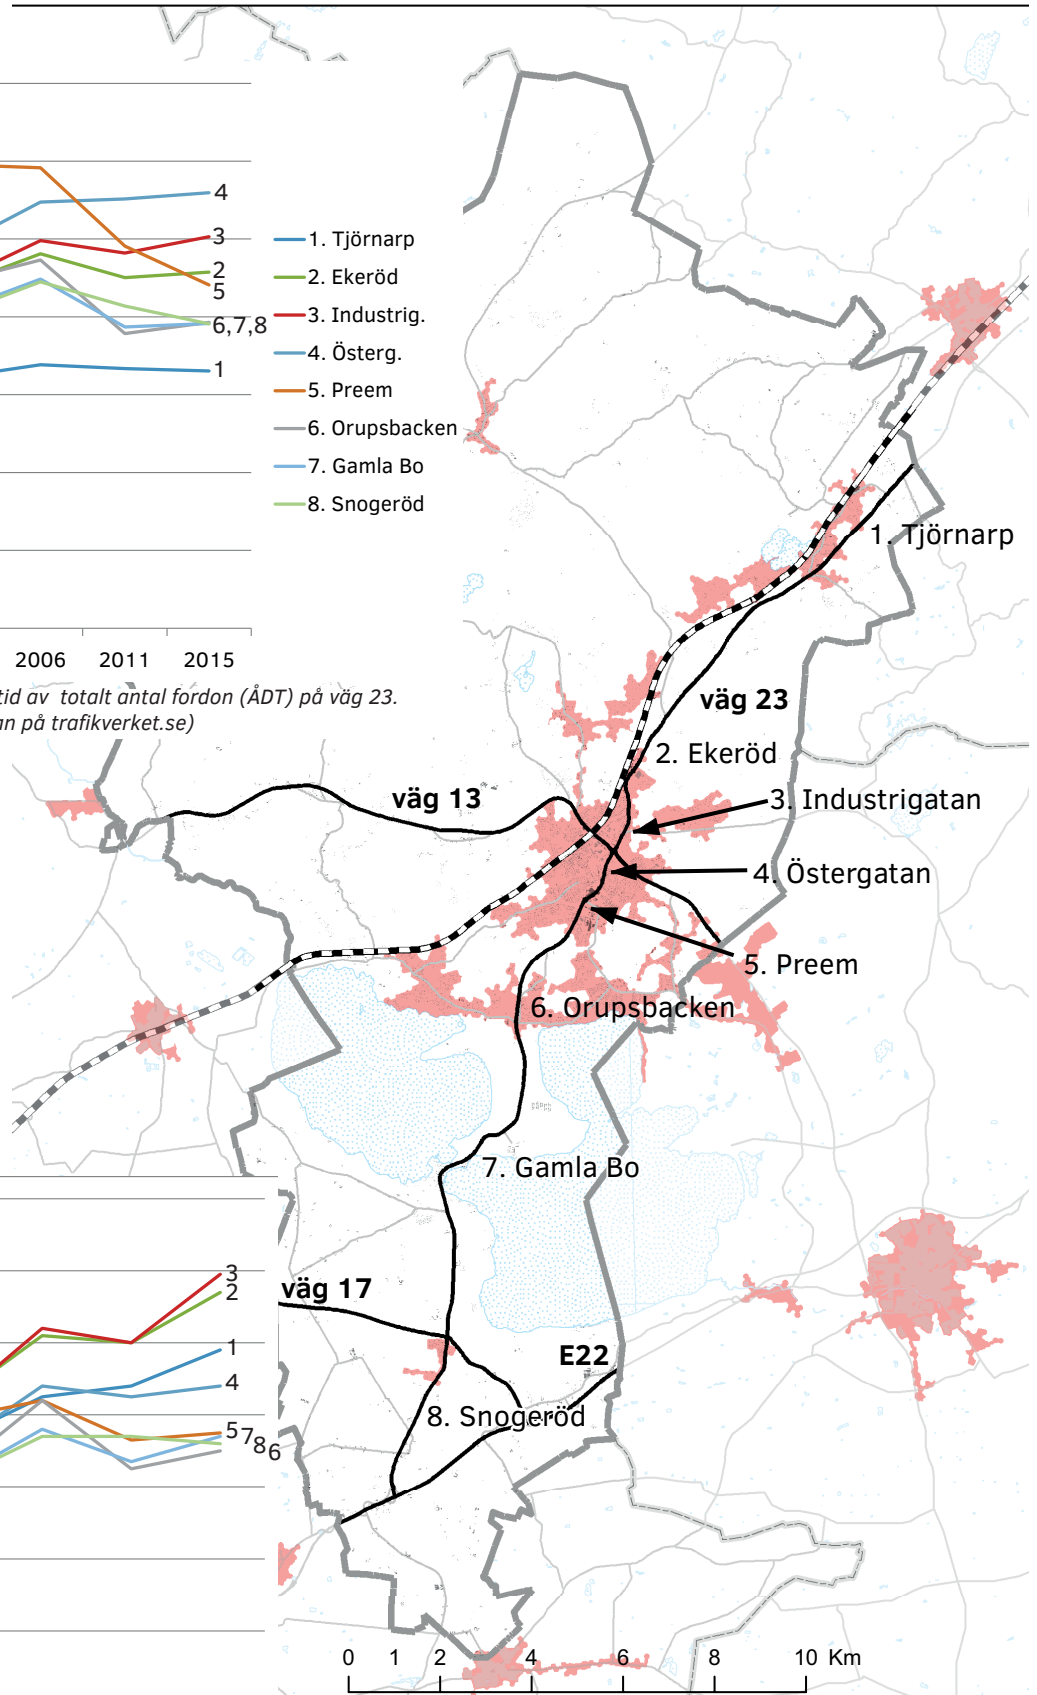 4
3
2
5
6,7,8
1
1. Tjörnarp
2. Ekeröd
3. Industrig.
4. Österg.
5. Preem
6. Orupsbacken
7. Gamla Bo
8. Snogeröd
2006 2011 2015
tid av totalt antal fordon (ÅDT) på väg 23.
an på trafikverket.se)
1. Tjörnarp
väg 23
2. Ekeröd
väg 13
3. Industrigatan
4. Östergatan
5. Preem
6. Orupsbacken
7. Gamla Bo
väg 17
E22
8. Snogeröd
3
2
1
4
5
7
8
6
0 1 2 4 6 8 10 Km